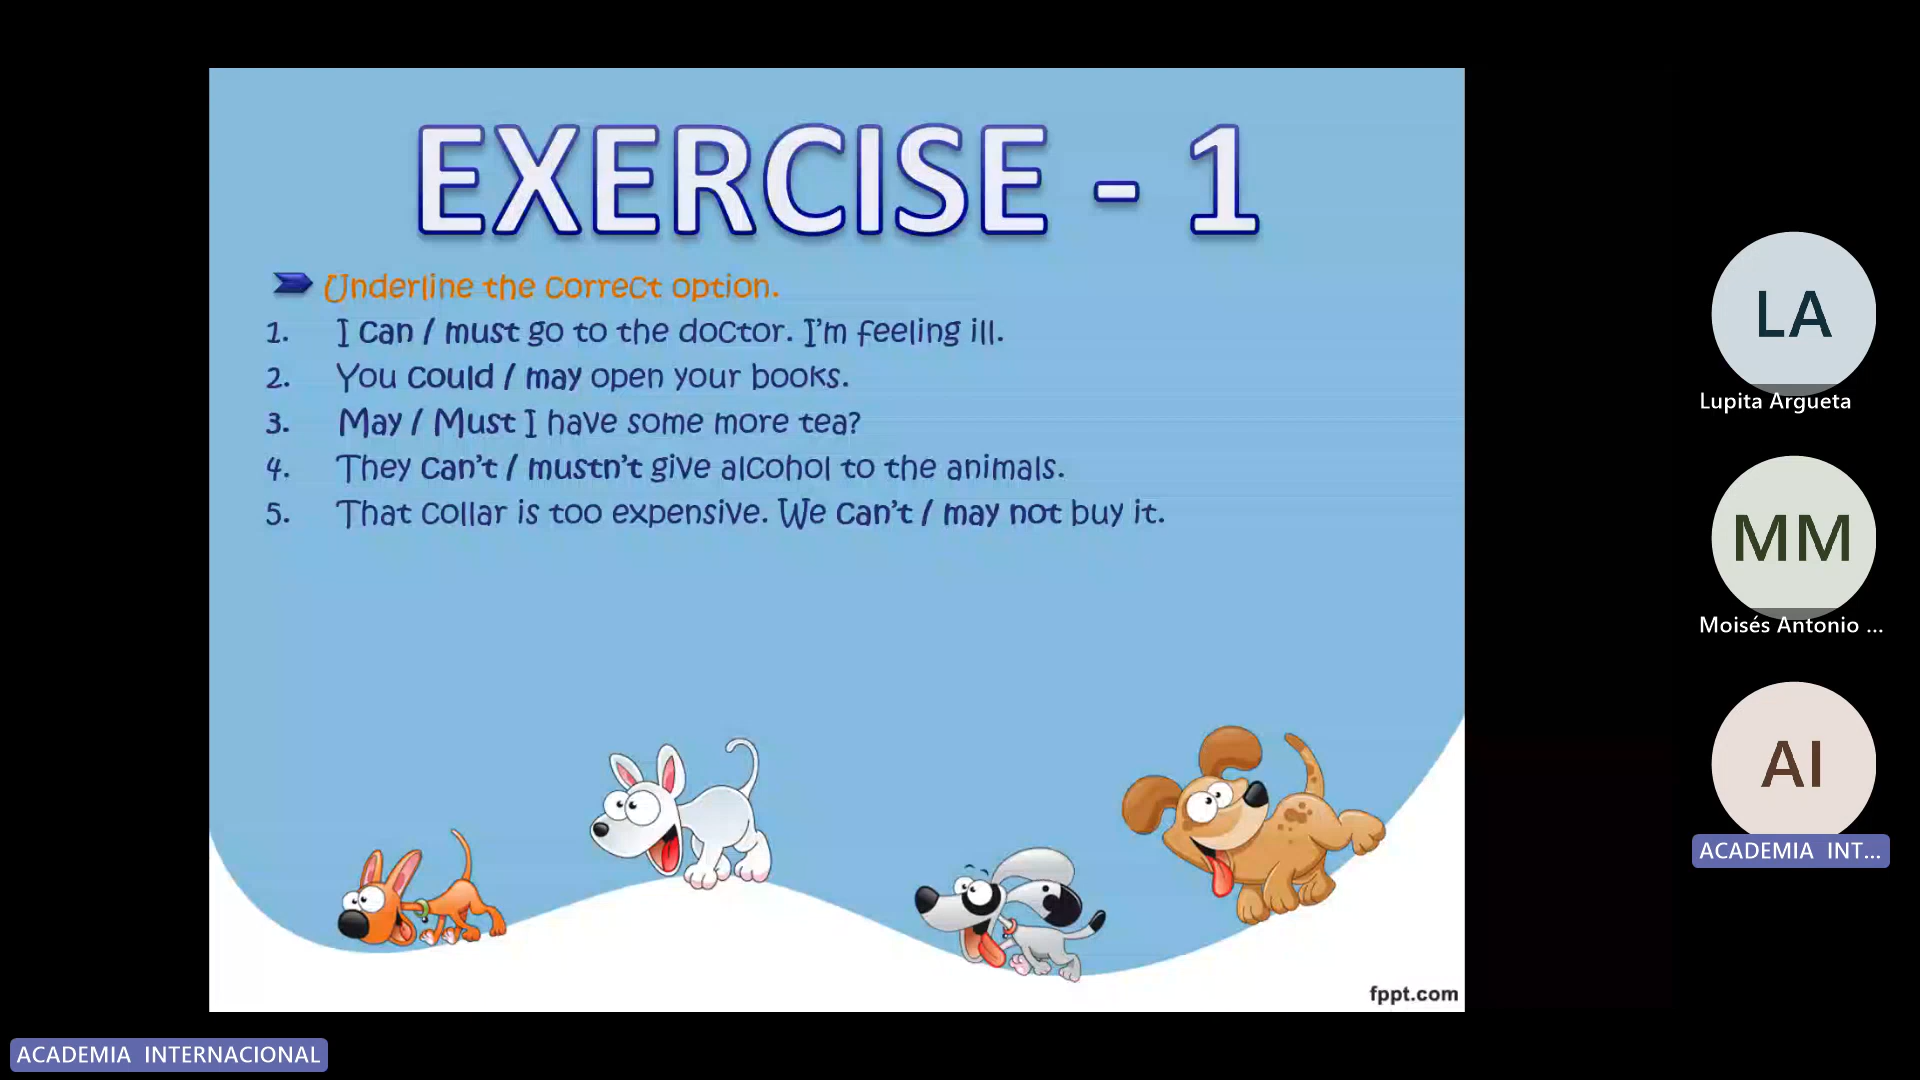 EXERCISE - 1
Underline the correct option.
1. I can / must go to the doctor. I'm feeling ill.
2. You could / may open your books.
3. May / Must I have some more tea?
4. They can't / mustn't give alcohol to the animals.
5. That collar is too expensive. We can't / may not buy it.
fppt.com
LA
Lupita Argueta
MM
Moisés Antonio ...
AI
ACADEMIA INT...
ACADEMIA INTERNACIONAL